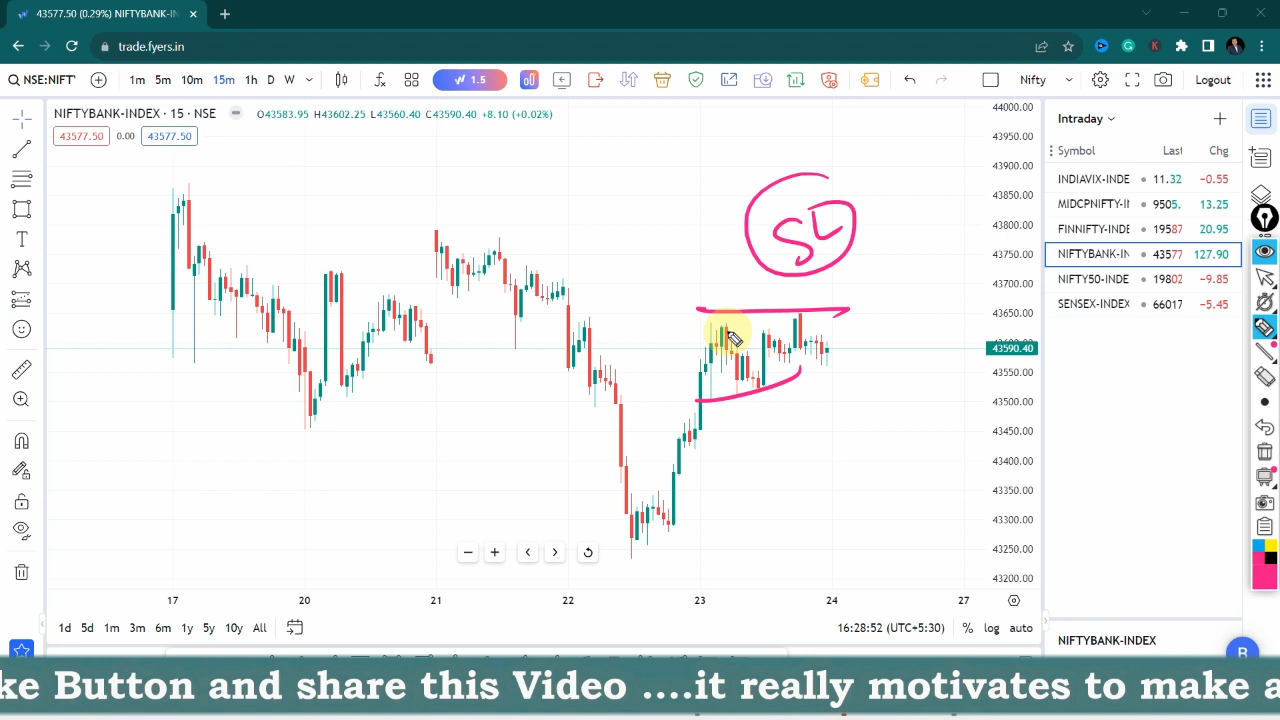 43577.50 (0.29%) NIFTYBANK-IN
trade.fyers.in
NSE:NIFT
1m 5m 10m 15m 1h D W
1.5
Nifty
Logout
NIFTYBANK-INDEX · 15 · NSE
O43583.95 H43602.25 L43560.40 C43590.40 +8.10 (+0.02%)
43577.50 0.00 43577.50
SL
44000.00
43950.00
43900.00
43850.00
43800.00
43750.00
43700.00
43650.00
43590.40
43550.00
43500.00
43450.00
43400.00
43350.00
43300.00
43250.00
43200.00
17 20 21 22 23 24 27
1d 5d 1m 3m 6m 1y 5y 10y All
16:28:52 (UTC+5:30) % log auto
Intraday
Symbol Last Chg
INDIAVIX-INDE 11.32 -0.55
MIDCPNIFTY-I 9505. 13.25
FINNIFTY-INDE 19587 20.95
NIFTYBANK-IN 43577 127.90
NIFTY50-INDE 19802 -9.85
SENSEX-INDE 66017 -5.45
NIFTYBANK-INDEX
ke Button and share this Video ....it really motivates to make a